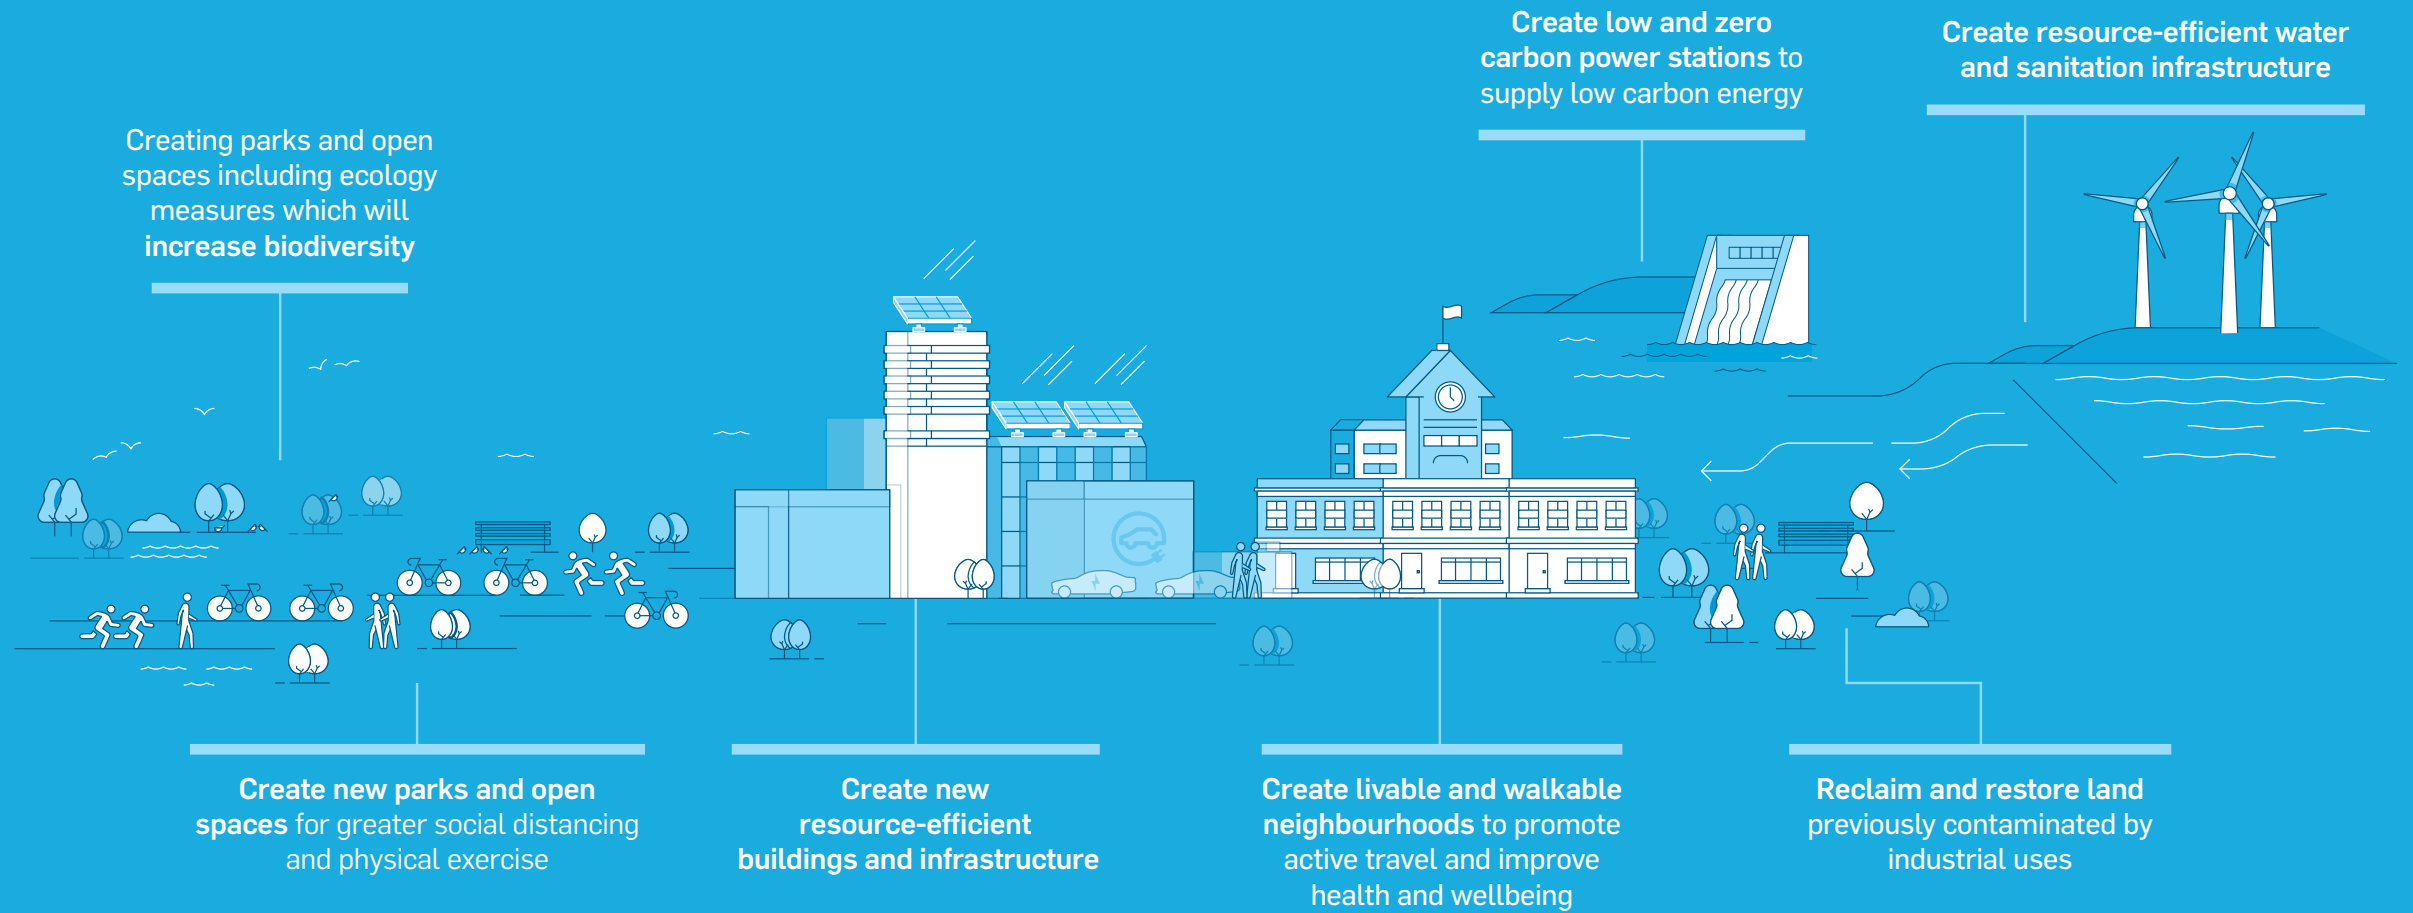 Creating parks and open
spaces including ecology
measures which will
increase biodiversity
Create low and zero
carbon power stations to
supply low carbon energy
Create resource-efficient water
and sanitation infrastructure
Create new parks and open
spaces for greater social distancing
and physical exercise
Create new
resource-efficient
buildings and infrastructure
Create livable and walkable
neighbourhoods to promote
active travel and improve
health and wellbeing
Reclaim and restore land
previously contaminated by
industrial uses